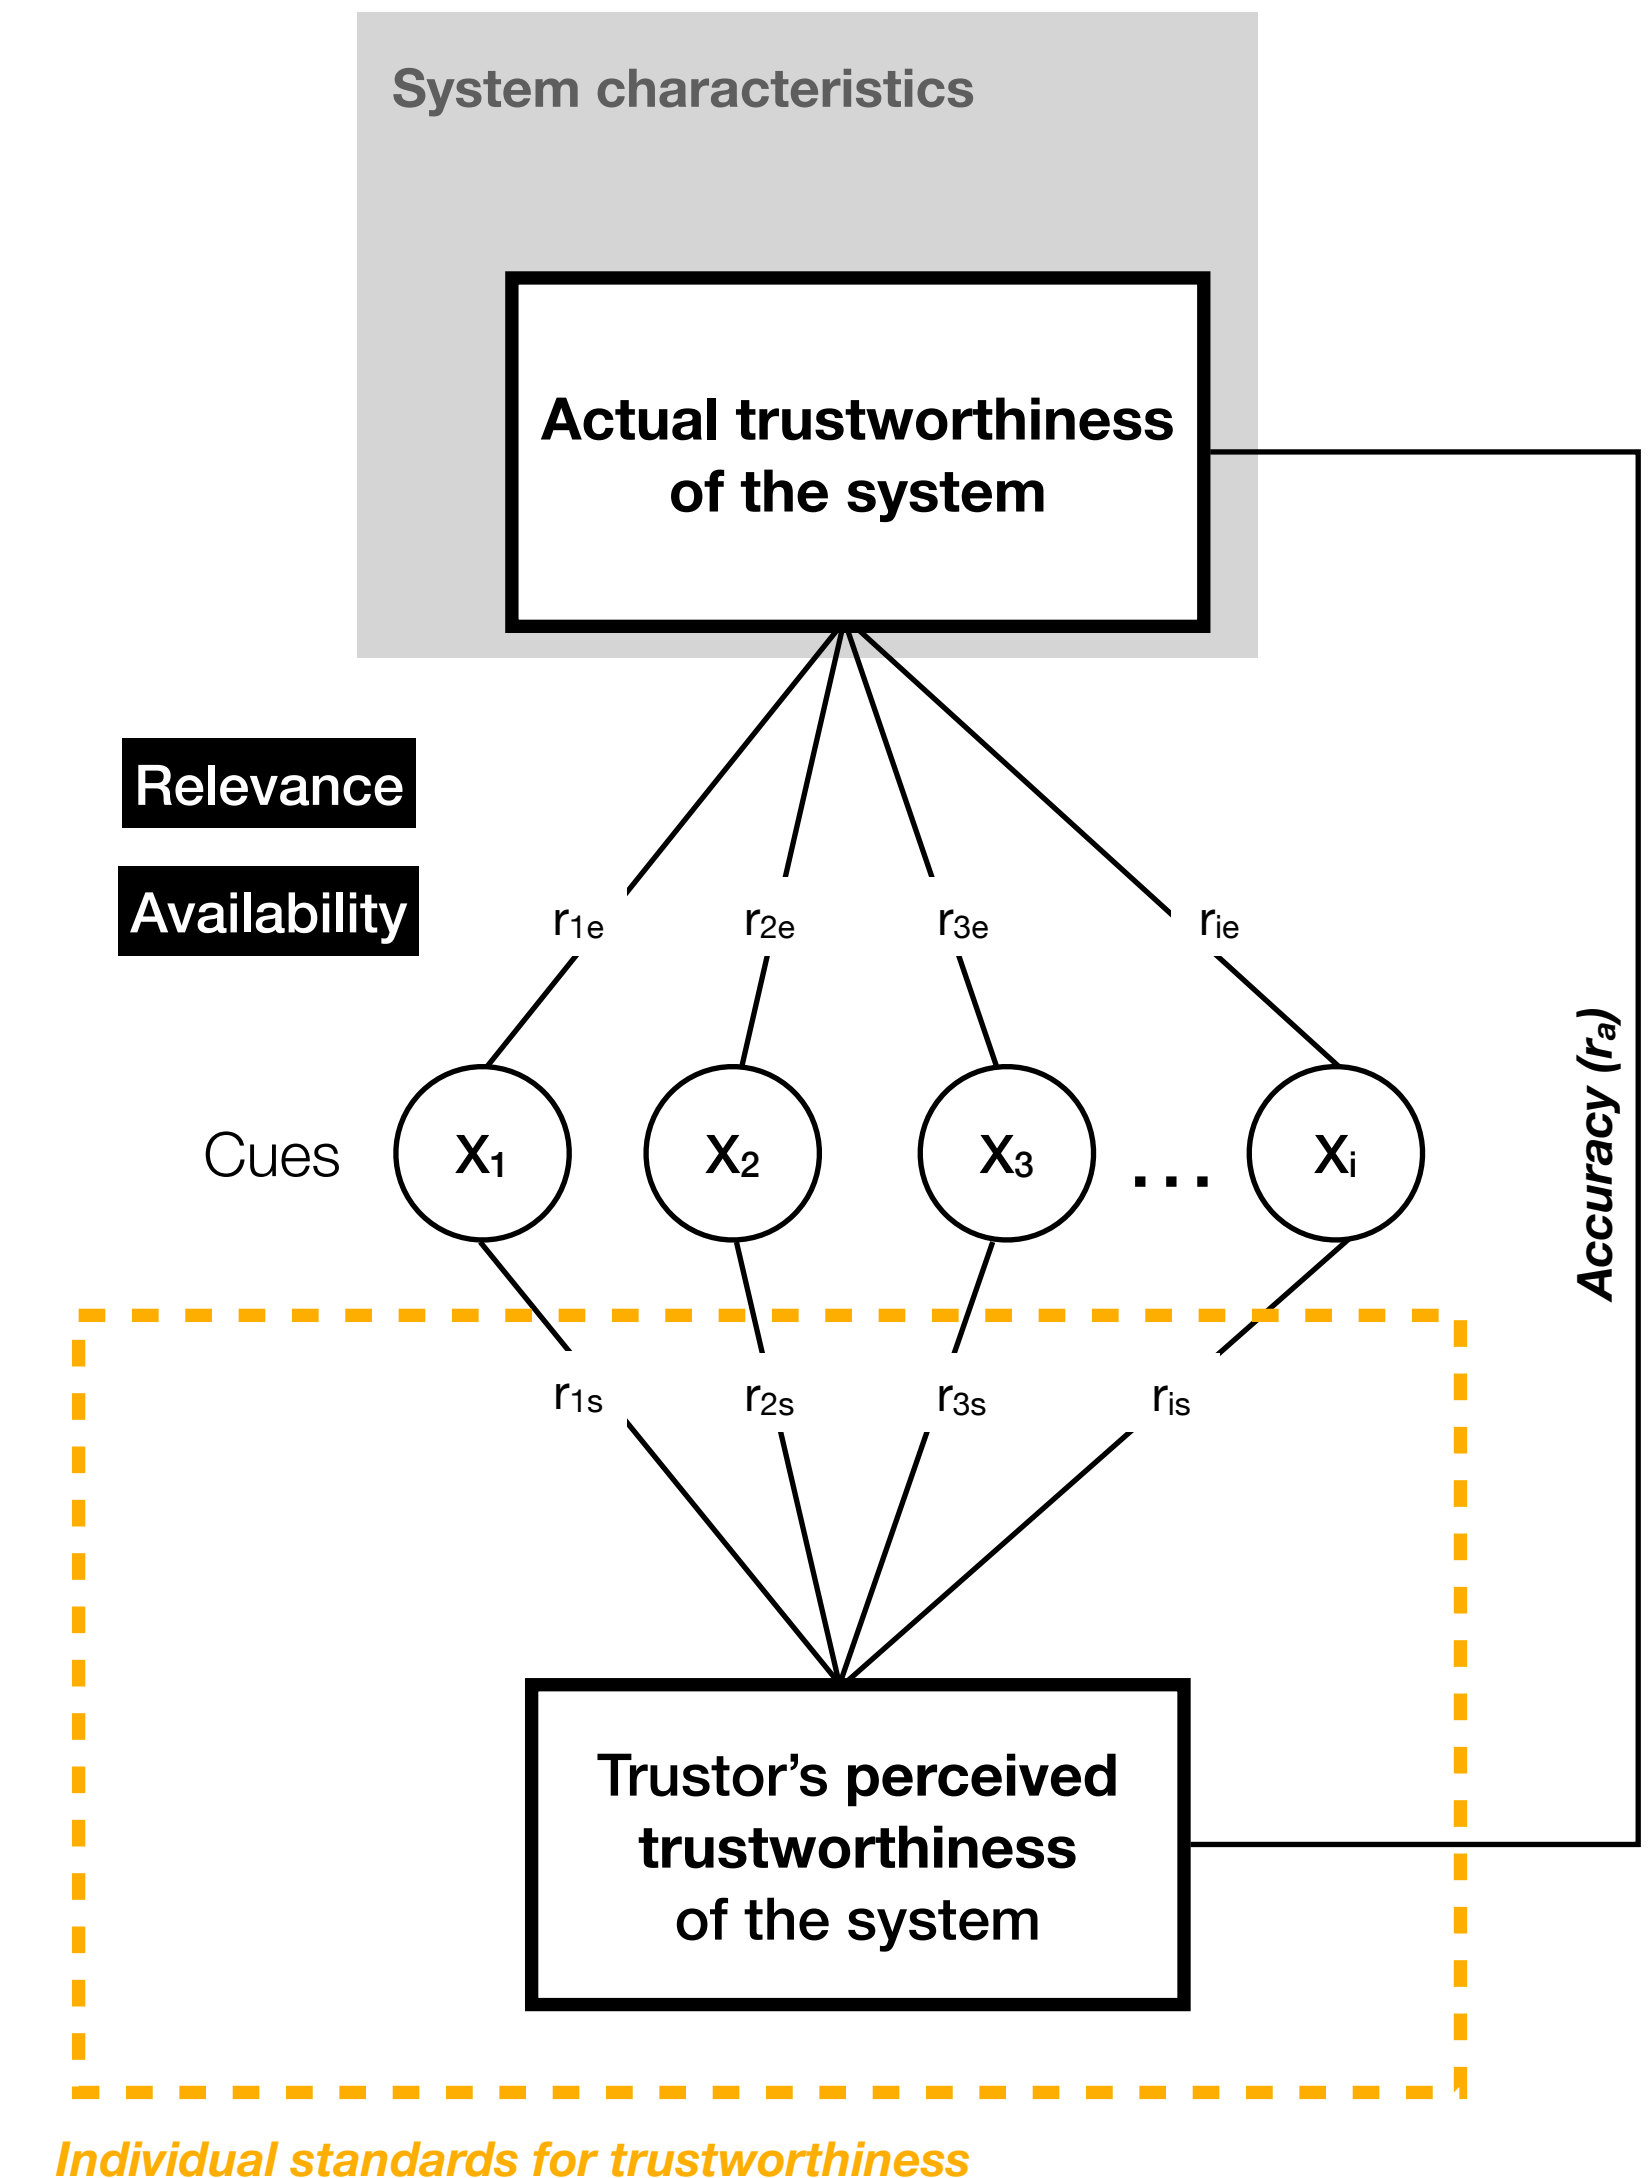 System characteristics
Actual trustworthiness
of the system
Relevance
Availability
r1e r2e r3e rie
Accuracy (ra)
Cues X1 X2 X3 ... Xi
r1s r2s r3s ris
Trustor’s perceived
trustworthiness
of the system
Individual standards for trustworthiness